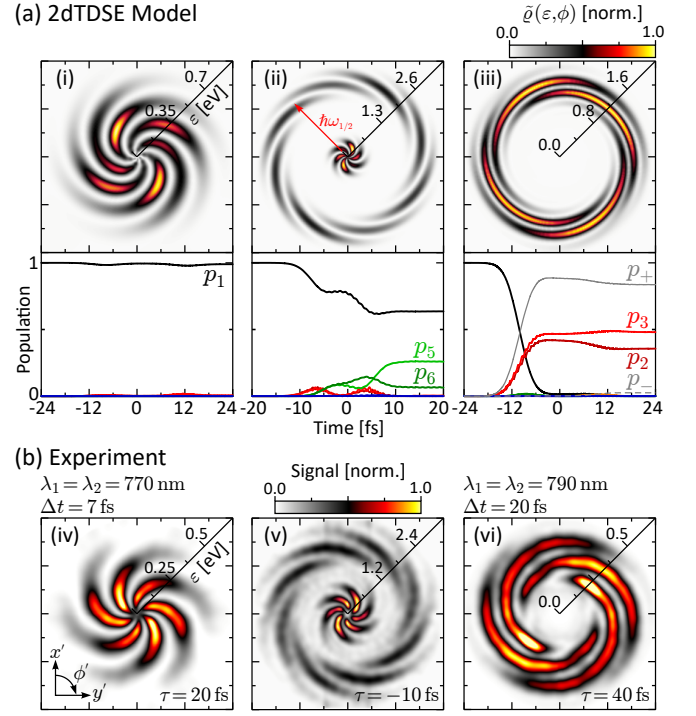 (a) 2dTDSE Model
ϱ̃(ε,ϕ) [norm.]
0.0 0.5 1.0
(i) 0.35 0.7 ε [eV]
(ii) ħω1/2 1.3 2.6
(iii) 0.0 0.8 1.6
Population
1
0
p1
p5
p6
p+
p3
p2
p−
-24 -12 0 12 24
-20 -10 0 10 20
-24 -12 0 12 24
Time [fs]
(b) Experiment
λ1 = λ2 = 770 nm
Δt = 7 fs
Signal [norm.]
0.0 0.5 1.0
λ1 = λ2 = 790 nm
Δt = 20 fs
(iv) 0.25 0.5 ε [eV]
x′
ϕ′
y′
τ = 20 fs
(v) 1.2 2.4
τ = −10 fs
(vi) 0.0 0.5
τ = 40 fs